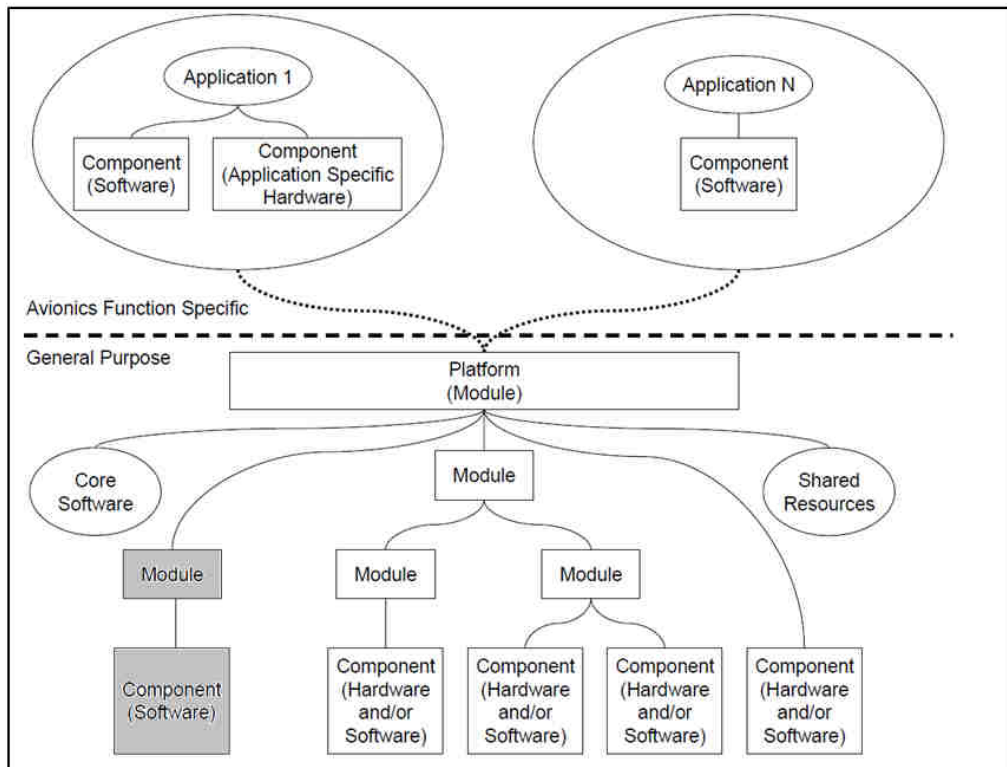 Application 1
Component
(Software)
Component
(Application Specific
Hardware)
Application N
Component
(Software)
Avionics Function Specific
General Purpose
Platform
(Module)
Core
Software
Module
Shared
Resources
Module
Module
Module
Component
(Software)
Component
(Hardware
and/or
Software)
Component
(Hardware
and/or
Software)
Component
(Hardware
and/or
Software)
Component
(Hardware
and/or
Software)